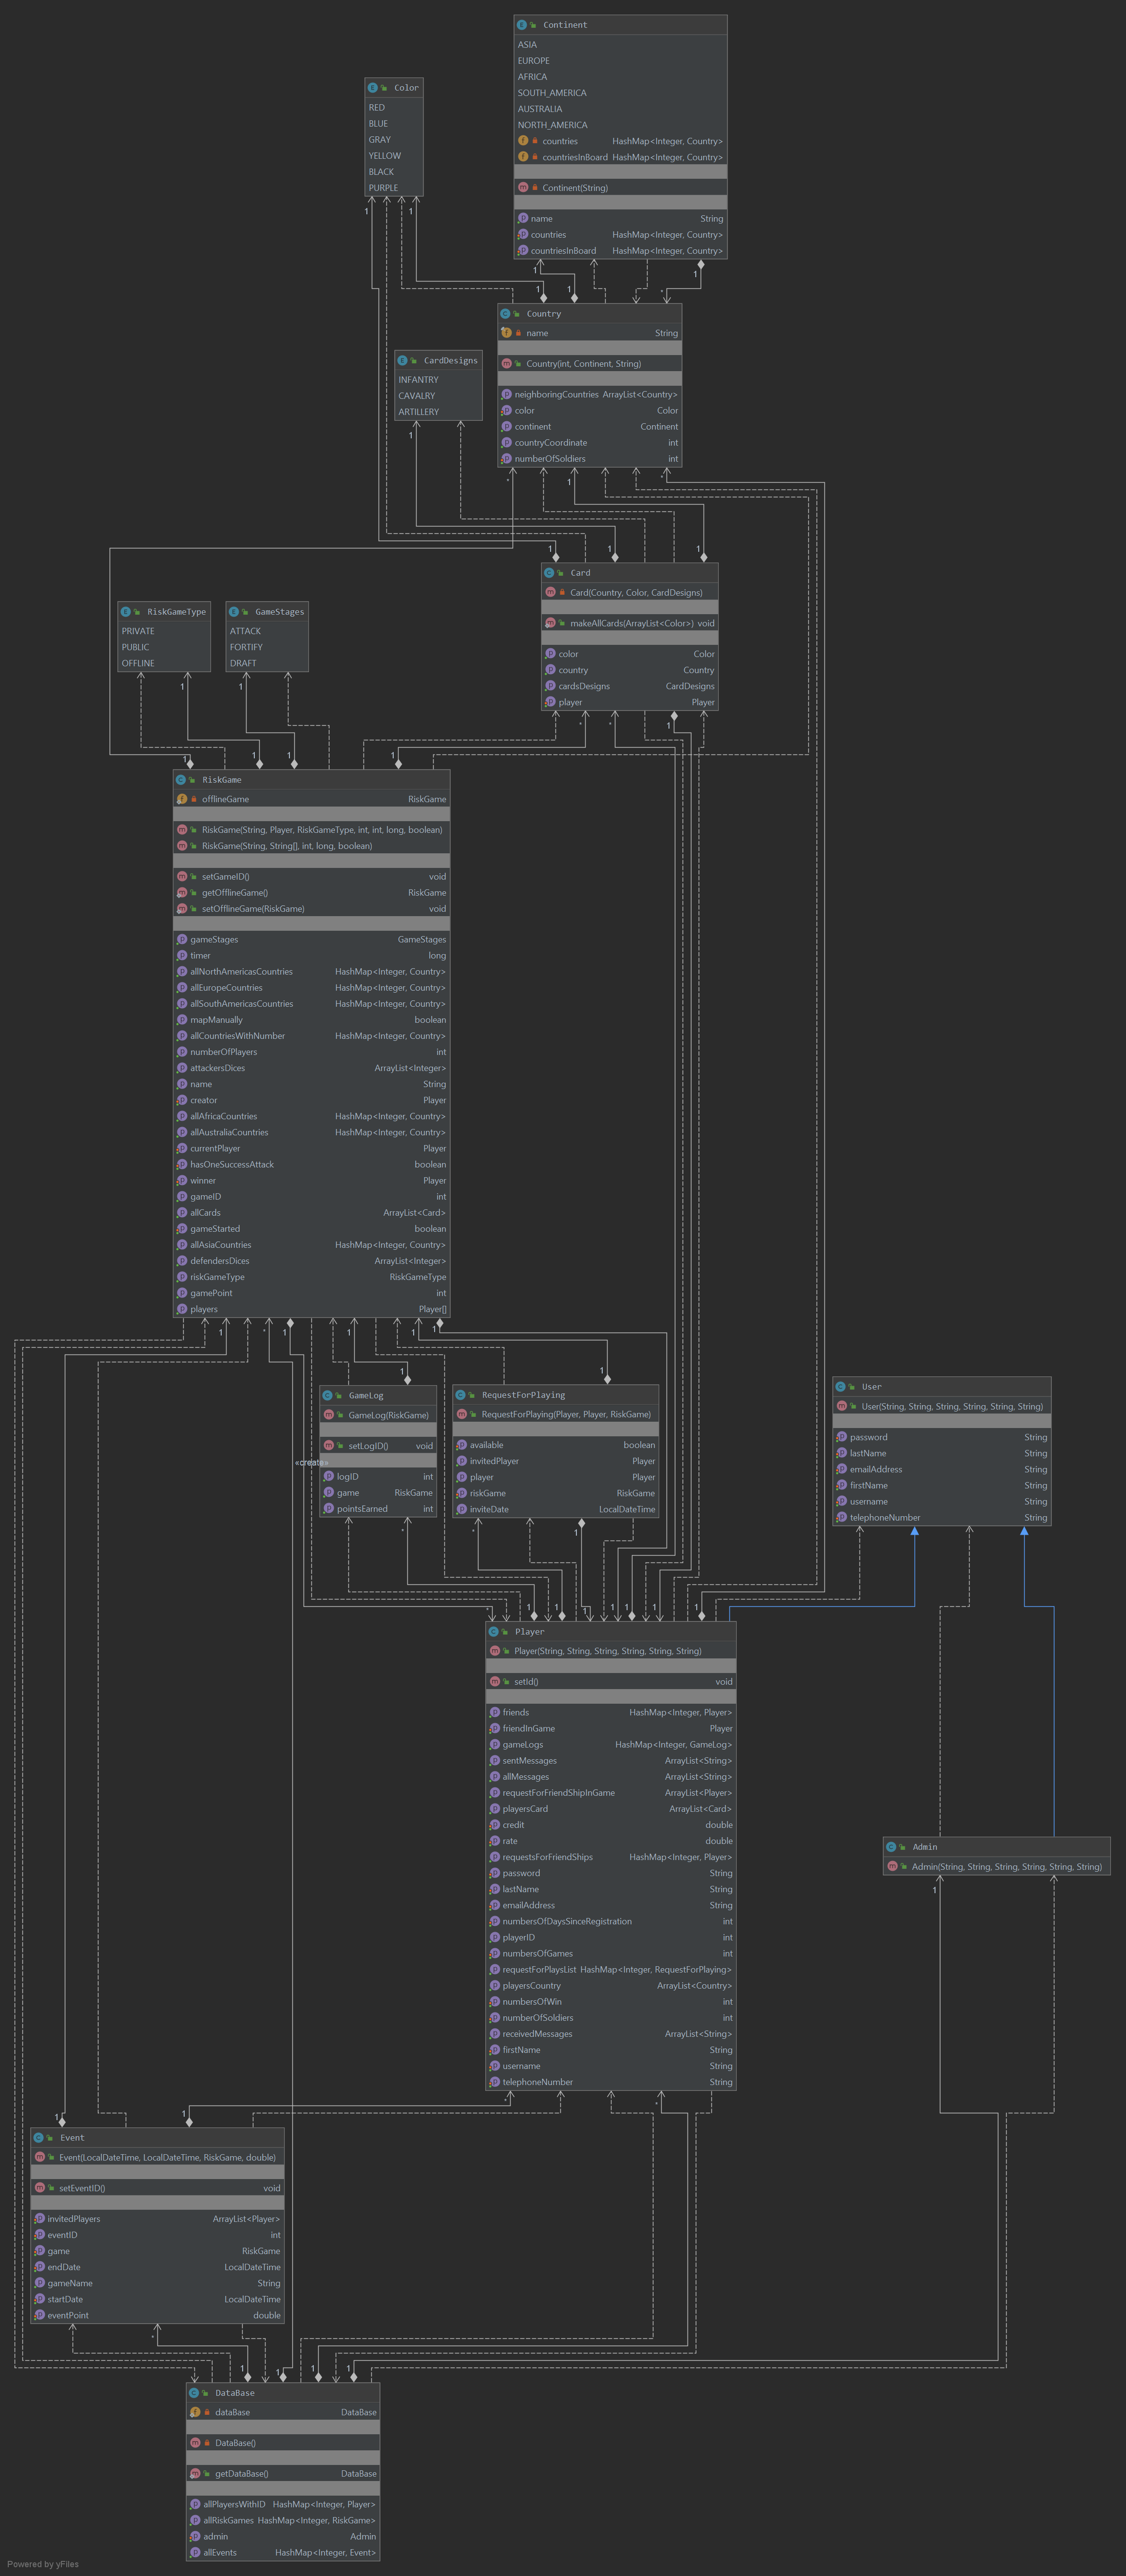 Continent
ASIA
EUROPE
AFRICA
SOUTH_AMERICA
AUSTRALIA
NORTH_AMERICA
countries HashMap<Integer, Country>
countriesInBoard HashMap<Integer, Country>
Continent(String)
name String
countries HashMap<Integer, Country>
countriesInBoard HashMap<Integer, Country>
Color
RED
BLUE
GRAY
YELLOW
BLACK
PURPLE
Country
name String
Country(int, Continent, String)
neighboringCountries ArrayList<Country>
color Color
continent Continent
countryCoordinate int
numberOfSoldiers int
CardDesigns
INFANTRY
CAVALRY
ARTILLERY
Card
Card(Country, Color, CardDesigns)
makeAllCards(ArrayList<Color>) void
color Color
country Country
cardsDesigns CardDesigns
player Player
RiskGameType
PRIVATE
PUBLIC
OFFLINE
GameStages
ATTACK
FORTIFY
DRAFT
RiskGame
offlineGame RiskGame
RiskGame(String, Player, RiskGameType, int, int, long, boolean)
RiskGame(String, String[], int, long, boolean)
setGameID() void
getOfflineGame() RiskGame
setOfflineGame(RiskGame) void
gameStages GameStages
timer long
allNorthAmericasCountries HashMap<Integer, Country>
allEuropeCountries HashMap<Integer, Country>
allSouthAmericasCountries HashMap<Integer, Country>
mapManually boolean
allCountriesWithNumber HashMap<Integer, Country>
numberOfPlayers int
attackersDices ArrayList<Integer>
name String
creator Player
allAfricaCountries HashMap<Integer, Country>
allAustraliaCountries HashMap<Integer, Country>
currentPlayer Player
hasOneSuccessAttack boolean
winner Player
gameID int
allCards ArrayList<Card>
gameStarted boolean
allAsiaCountries HashMap<Integer, Country>
defendersDices ArrayList<Integer>
riskGameType RiskGameType
gamePoint int
players Player[]
GameLog
GameLog(RiskGame)
setLogID() void
«create»
logID int
game RiskGame
pointsEarned int
RequestForPlaying
RequestForPlaying(Player, Player, RiskGame)
available boolean
invitedPlayer Player
player Player
riskGame RiskGame
inviteDate LocalDateTime
User
User(String, String, String, String, String, String)
password String
lastName String
emailAddress String
firstName String
username String
telephoneNumber String
Player
Player(String, String, String, String, String, String)
setId() void
friends HashMap<Integer, Player>
friendInGame Player
gameLogs HashMap<Integer, GameLog>
sentMessages ArrayList<String>
allMessages ArrayList<String>
requestForFriendShipInGame ArrayList<Player>
playersCard ArrayList<Card>
credit double
rate double
requestsForFriendShips HashMap<Integer, Player>
password String
lastName String
emailAddress String
numbersOfDaysSinceRegistration int
playerID int
numbersOfGames int
requestForPlaysList HashMap<Integer, RequestForPlaying>
playersCountry ArrayList<Country>
numbersOfWin int
numberOfSoldiers int
receivedMessages ArrayList<String>
firstName String
username String
telephoneNumber String
Admin
Admin(String, String, String, String, String, String)
Event
Event(LocalDateTime, LocalDateTime, RiskGame, double)
setEventID() void
invitedPlayers ArrayList<Player>
eventID int
game RiskGame
endDate LocalDateTime
gameName String
startDate LocalDateTime
eventPoint double
DataBase
dataBase DataBase
DataBase()
getDataBase() DataBase
allPlayersWithID HashMap<Integer, Player>
allRiskGames HashMap<Integer, RiskGame>
admin Admin
allEvents HashMap<Integer, Event>
Powered by yFiles